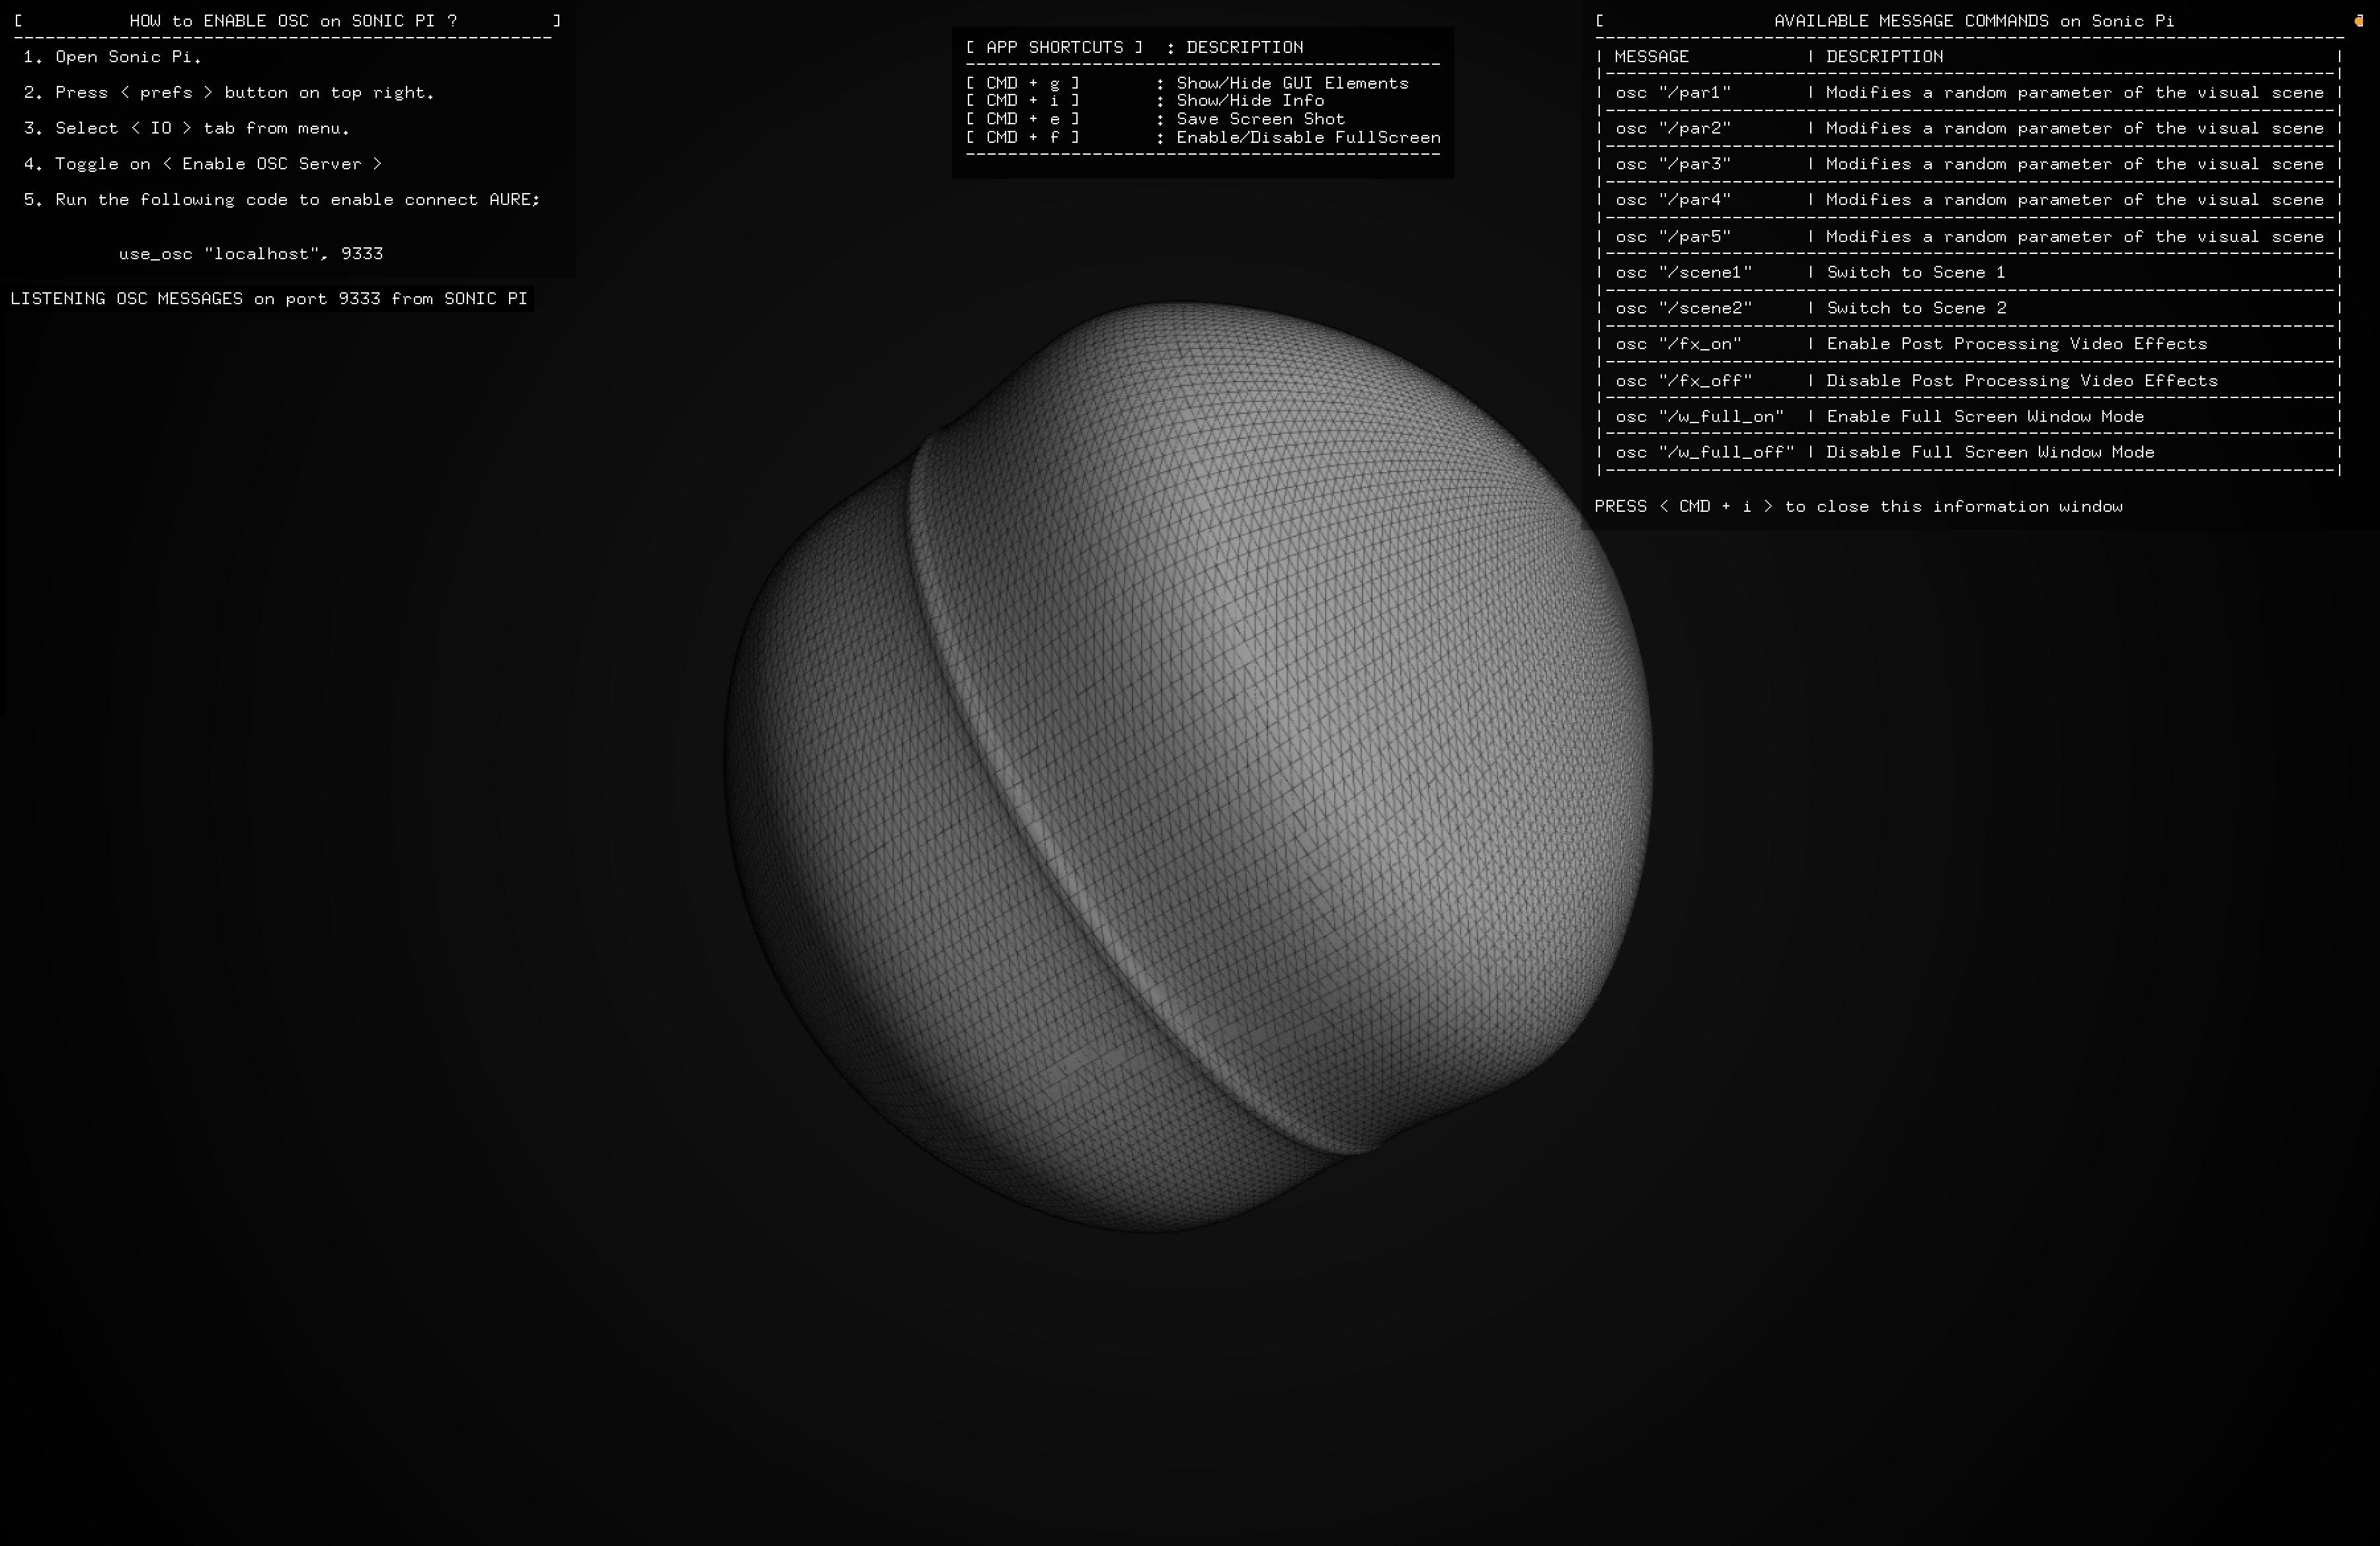 [ HOW to ENABLE OSC on SONIC PI ? ]
1. Open Sonic Pi.
2. Press < prefs > button on top right.
3. Select < IO > tab from menu.
4. Toggle on < Enable OSC Server >
5. Run the following code to enable connect AURE;
use_osc "localhost", 9333
LISTENING OSC MESSAGES on port 9333 from SONIC PI
[ APP SHORTCUTS ] : DESCRIPTION
[ CMD + g ] : Show/Hide GUI Elements
[ CMD + i ] : Show/Hide Info
[ CMD + e ] : Save Screen Shot
[ CMD + f ] : Enable/Disable FullScreen
[ AVAILABLE MESSAGE COMMANDS on Sonic Pi ]
| MESSAGE | DESCRIPTION |
| osc "/par1" | Modifies a random parameter of the visual scene |
| osc "/par2" | Modifies a random parameter of the visual scene |
| osc "/par3" | Modifies a random parameter of the visual scene |
| osc "/par4" | Modifies a random parameter of the visual scene |
| osc "/par5" | Modifies a random parameter of the visual scene |
| osc "/scene1" | Switch to Scene 1 |
| osc "/scene2" | Switch to Scene 2 |
| osc "/fx_on" | Enable Post Processing Video Effects |
| osc "/fx_off" | Disable Post Processing Video Effects |
| osc "/w_full_on" | Enable Full Screen Window Mode |
| osc "/w_full_off" | Disable Full Screen Window Mode |
PRESS < CMD + i > to close this information window